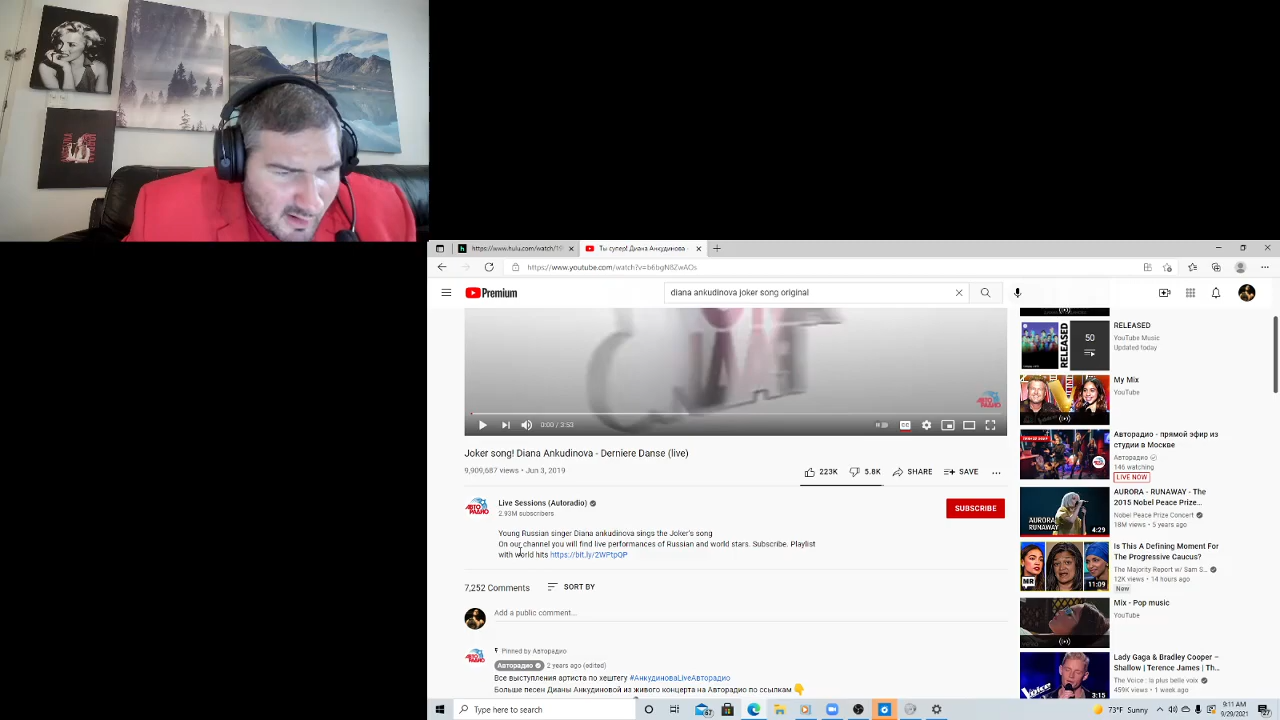 https://www.hulu.com/watch/19
Ты супер! Диана Анкудинова -
https://www.youtube.com/watch?v=b6bgN8ZwAOs
Premium
diana ankudinova joker song original
АВТО
РАДИО
0:00 / 3:53
Joker song! Diana Ankudinova - Derniere Danse (live)
9,909,687 views • Jun 3, 2019
223K
5.8K
SHARE
SAVE
Live Sessions (Autoradio)
2.93M subscribers
SUBSCRIBE
Young Russian singer Diana ankudinova sings the Joker's song
On our channel you will find live performances of Russian and world stars. Subscribe. Playlist
with world hits https://bit.ly/2WPtpQP
7,252 Comments
SORT BY
Add a public comment...
Pinned by Авторадио
Авторадио
2 years ago (edited)
Все выступления артиста по хештегу #АнкудиноваLiveАвторадио
Больше песен Дианы Анкудиновой из живого концерта на Авторадио по ссылкам
RELEASED
50
RELEASED
YouTube Music
Updated today
My Mix
YouTube
Авторадио - прямой эфир из
студии в Москве
Авторадио
146 watching
LIVE NOW
AURORA - RUNAWAY - The
2015 Nobel Peace Prize...
Nobel Peace Prize Concert
18M views • 5 years ago
4:29
Is This A Defining Moment For
The Progressive Caucus?
The Majority Report w/ Sam S...
12K views • 14 hours ago
New
MR
11:09
Mix - Pop music
YouTube
Lady Gaga & Bradley Cooper –
Shallow | Terence James | Th...
The Voice : la plus belle voix
459K views • 1 week ago
3:15
Type here to search
73°F Sunny
9:11 AM
9/29/2021